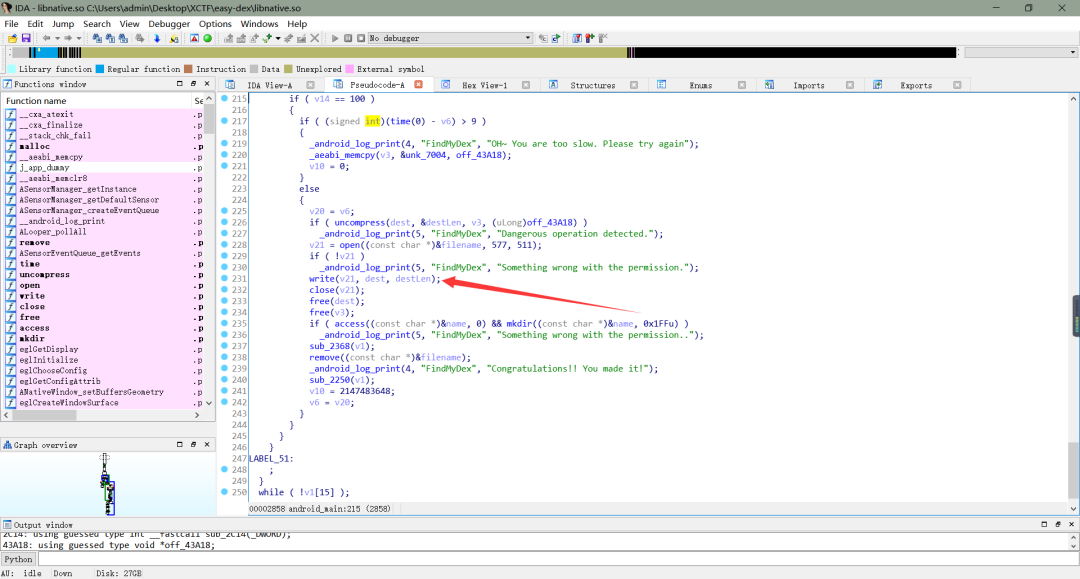 IDA - libnative.so C:\Users\admin\Desktop\XCTF\easy-dex\libnative.so
File Edit Jump Search View Debugger Options Windows Help
No debugger
Library function Regular function Instruction Data Unexplored External symbol
Functions window
IDA View-A Pseudocode-A Hex View-1 Structures Enums Imports Exports
Function name Se
__cxa_atexit .p
__cxa_finalize .p
__stack_chk_fail .p
malloc .p
__aeabi_memcpy .p
j_app_dummy .p
__aeabi_memclr8 .p
ASensorManager_getInstance .p
ASensorManager_getDefaultSensor .p
ASensorManager_createEventQueue .p
__android_log_print .p
ALooper_pollAll .p
remove .p
ASensorEventQueue_getEvents .p
time .p
uncompress .p
open .p
write .p
close .p
free .p
access .p
mkdir .p
eglGetDisplay .p
eglInitialize .p
eglChooseConfig .p
eglGetConfigAttrib .p
ANativeWindow_setBuffersGeometry .p
eglCreateWindowSurface .p
Graph overview
215 if ( v14 == 100 )
216 {
217 if ( (signed int)(time(0) - v6) > 9 )
218 {
219 _android_log_print(4, "FindMyDex", "OH~ You are too slow. Please try again");
220 _aeabi_memcpy(v3, &unk_7004, off_43A18);
221 v10 = 0;
222 }
223 else
224 {
225 v20 = v6;
226 if ( uncompress(dest, &destLen, v3, (uLong)off_43A18) )
227 _android_log_print(5, "FindMyDex", "Dangerous operation detected.");
228 v21 = open((const char *)&filename, 577, 511);
229 if ( !v21 )
230 _android_log_print(5, "FindMyDex", "Something wrong with the permission.");
231 write(v21, dest, destLen);
232 close(v21);
233 free(dest);
234 free(v3);
235 if ( access((const char *)&name, 0) && mkdir((const char *)&name, 0x1FFu) )
236 _android_log_print(5, "FindMyDex", "Something wrong with the permission..");
237 sub_2368(v1);
238 remove((const char *)&filename);
239 _android_log_print(4, "FindMyDex", "Congratulations!! You made it!");
240 sub_2250(v1);
241 v10 = 2147483648;
242 v6 = v20;
243 }
244 }
245 }
246 }
247 LABEL_51:
248 ;
249 }
250 while ( !v1[15] );
00002858 android_main:215 (2858)
Output window
2C14: using guessed type int __fastcall sub_2C14(_DWORD);
43A18: using guessed type void *off_43A18;
Python
AU: idle Down Disk: 27GB